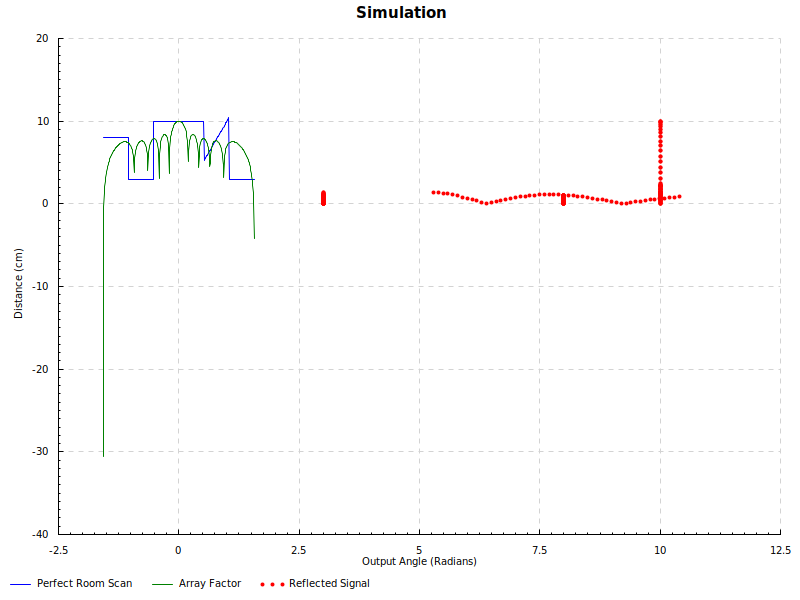 Simulation
20
10
0
-10
-20
-30
-40
Distance (cm)
-2.5 0 2.5 5 7.5 10 12.5
Output Angle (Radians)
Perfect Room Scan Array Factor Reflected Signal